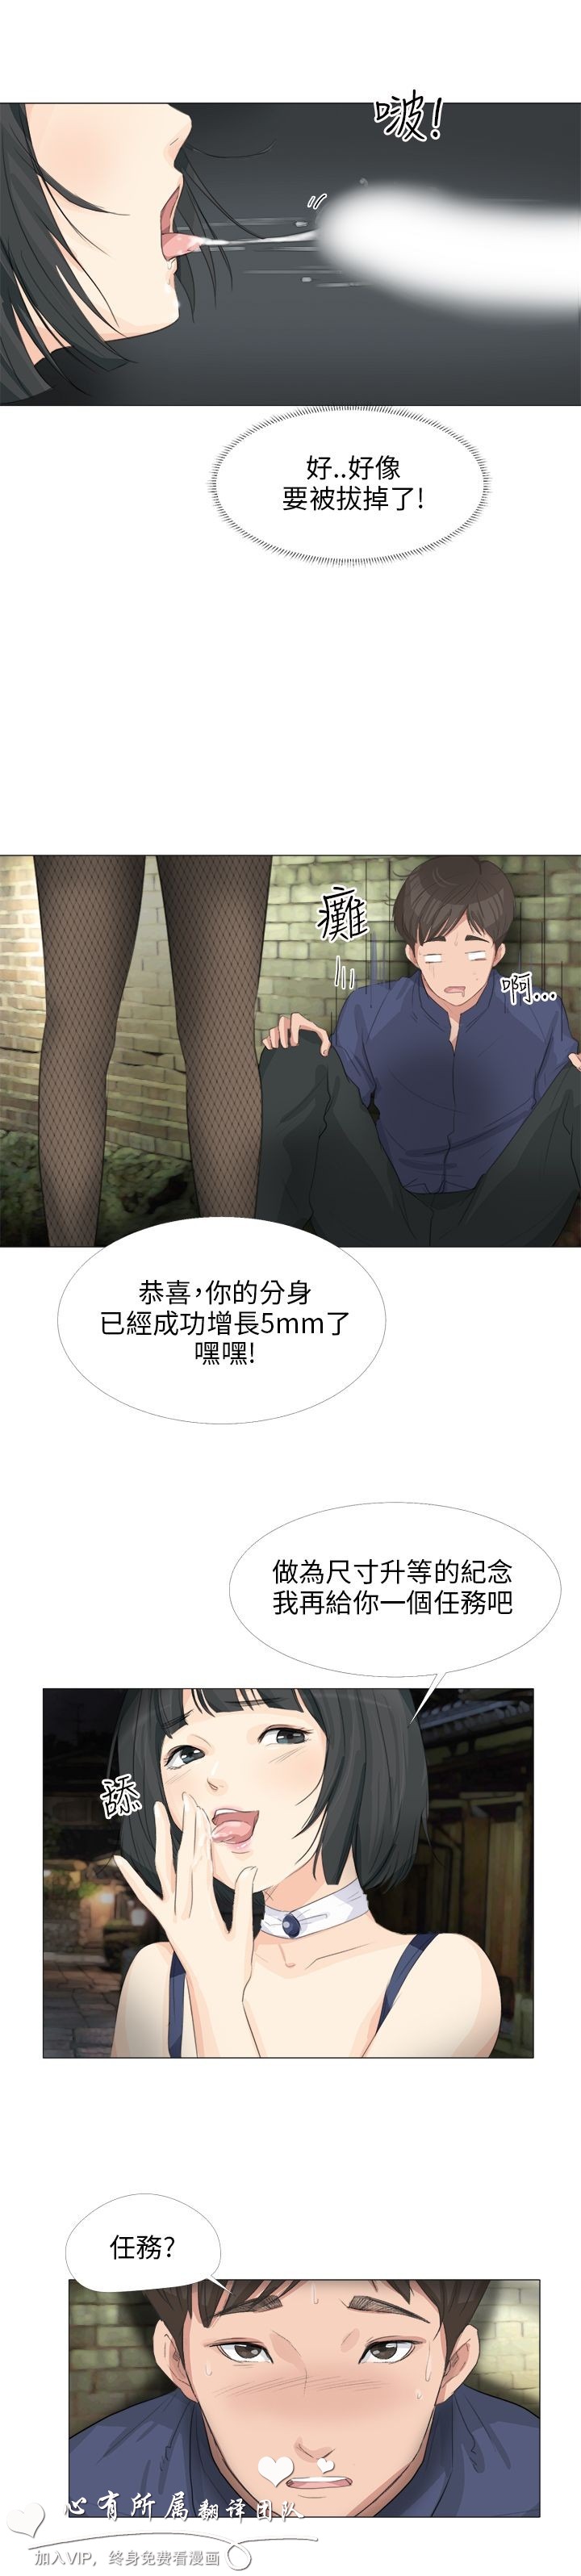 啵!
好..好像
要被拔掉了!
癱
啊...
恭喜,你的分身
已經成功增長5mm了
嘿嘿!
做為尺寸升等的紀念
我再給你一個任務吧
舔
任務?
心有所属翻译团队
加入VIP，终身免费看漫画